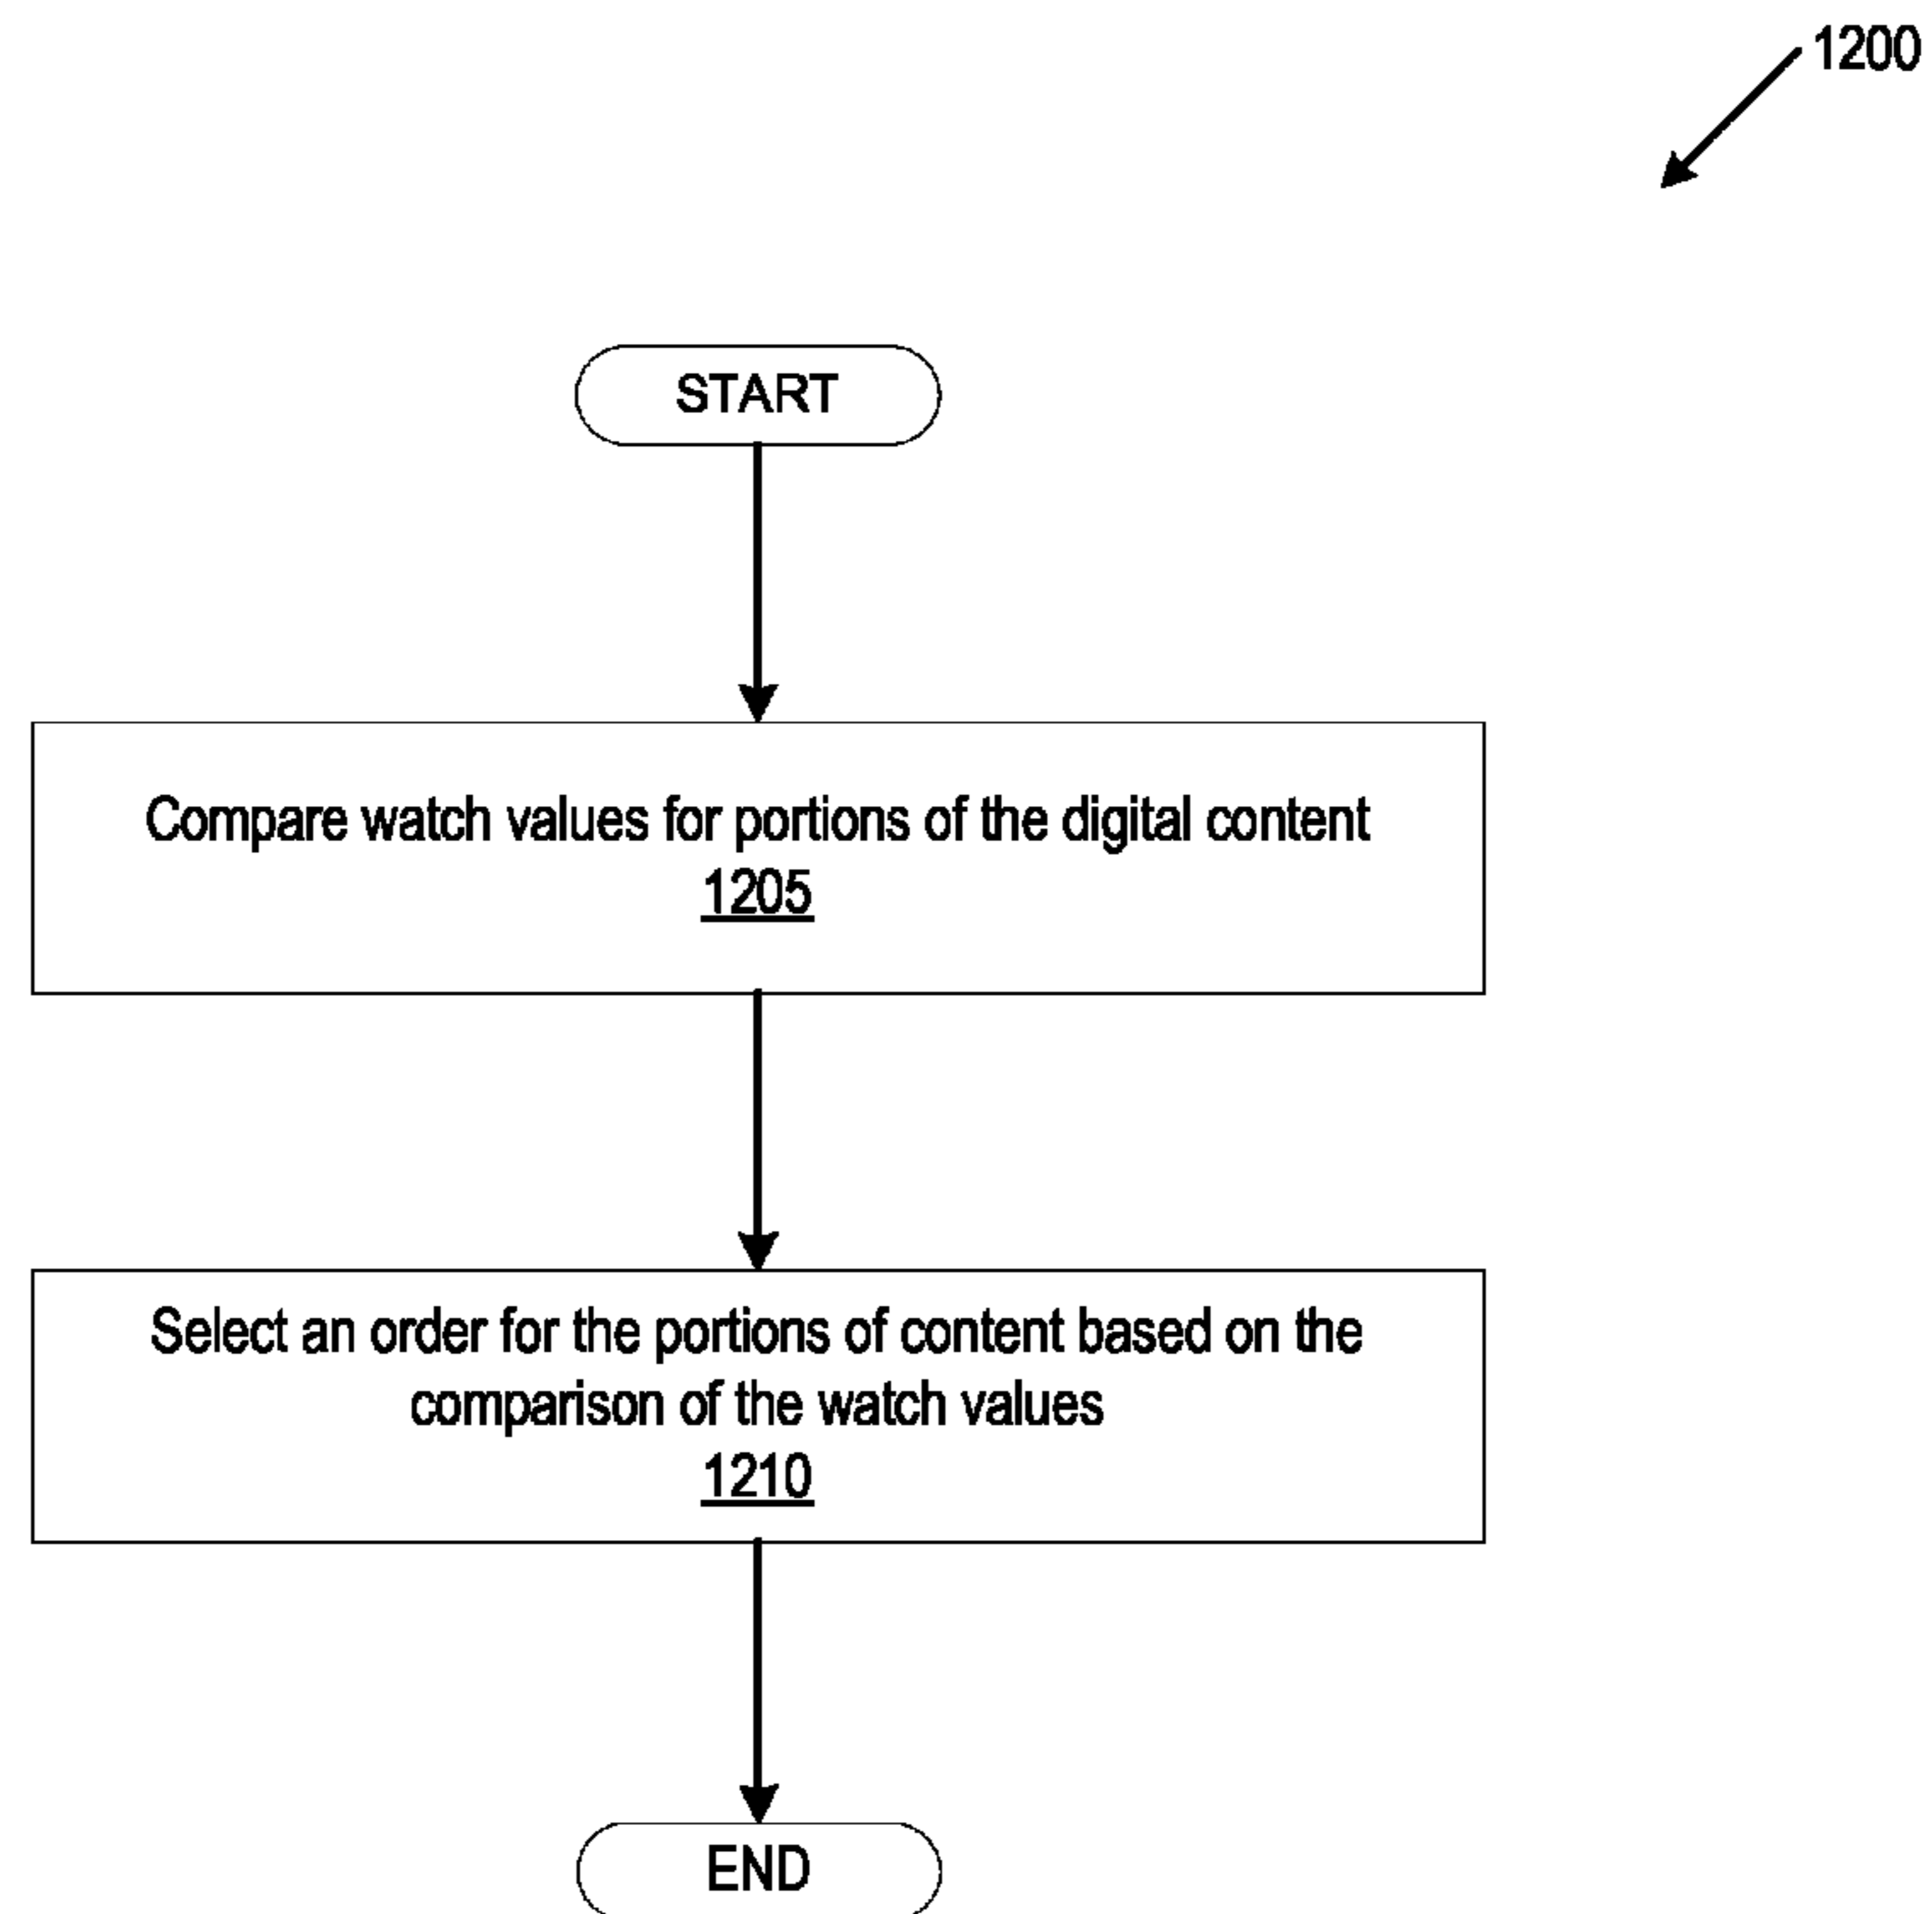 1200
START
Compare watch values for portions of the digital content
1205
Select an order for the portions of content based on the
comparison of the watch values
1210
END